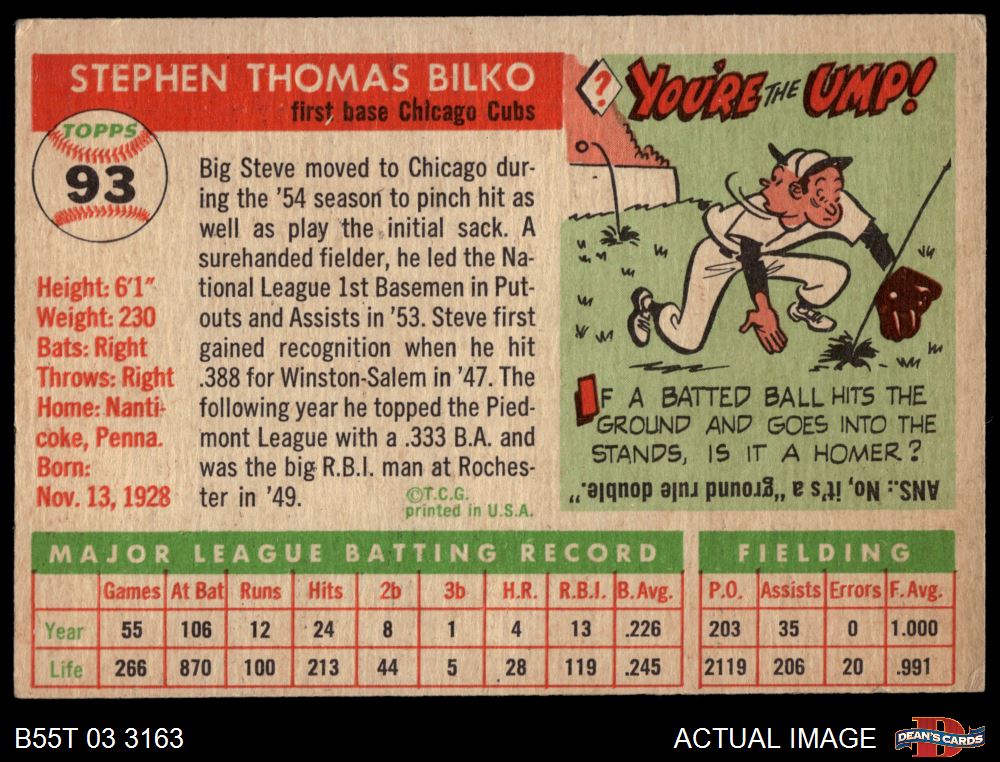 STEPHEN THOMAS BILKO
first base Chicago Cubs
TOPPS
93
Height: 6'1"
Weight: 230
Bats: Right
Throws: Right
Home: Nanti-
coke, Penna.
Born:
Nov. 13, 1928
Big Steve moved to Chicago dur-
ing the '54 season to pinch hit as
well as play the initial sack. A
surehanded fielder, he led the Na-
tional League 1st Basemen in Put-
outs and Assists in '53. Steve first
gained recognition when he hit
.388 for Winston-Salem in '47. The
following year he topped the Pied-
mont League with a .333 B.A. and
was the big R.B.I. man at Roches-
ter in '49.
©T.C.G.
printed in U.S.A.
? YOU'RE THE UMP!
IF A BATTED BALL HITS THE
GROUND AND GOES INTO THE
STANDS, IS IT A HOMER?
ANS.: No, it's a "ground rule double."
MAJOR LEAGUE BATTING RECORD
Games At Bat Runs Hits 2b 3b H.R. R.B.I. B.Avg.
Year 55 106 12 24 8 1 4 13 .226
Life 266 870 100 213 44 5 28 119 .245
FIELDING
P.O. Assists Errors F.Avg.
203 35 0 1.000
2119 206 20 .991
B55T 03 3163
ACTUAL IMAGE
D
DEAN'S CARDS